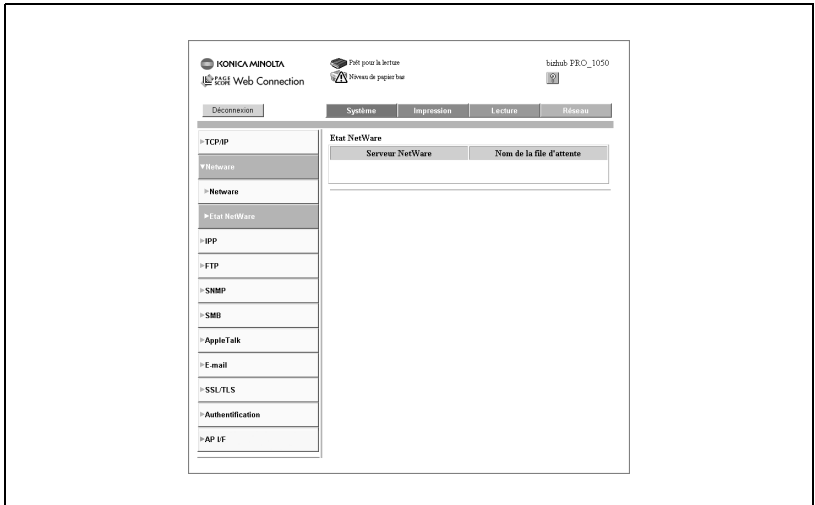 KONICA MINOLTA
PAGE SCOPE Web Connection
Prêt pour la lecture
Niveau de papier bas
bizhub PRO_1050
?
Déconnexion
Système
Impression
Lecture
Réseau
TCP/IP
Netware
Netware
Etat NetWare
IPP
FTP
SNMP
SMB
AppleTalk
E-mail
SSL/TLS
Authentification
AP I/F
Etat NetWare
Serveur NetWare
Nom de la file d'attente